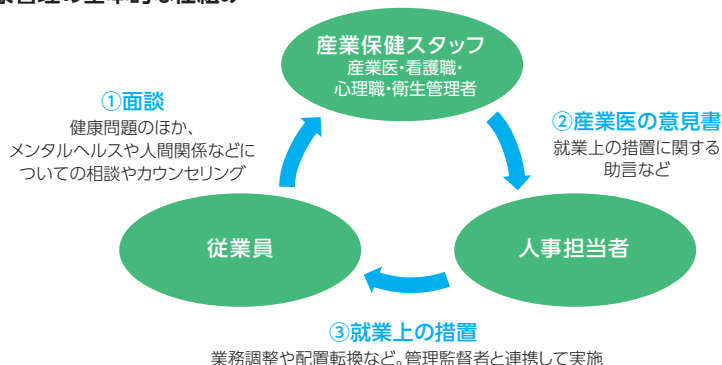 産業保健スタッフ
産業医・看護職・
心理職・衛生管理者
①面談
健康問題のほか、
メンタルヘルスや人間関係などに
ついての相談やカウンセリング
②産業医の意見書
就業上の措置に関する
助言など
従業員
人事担当者
③就業上の措置
業務調整や配置転換など。管理監督者と連携して実施